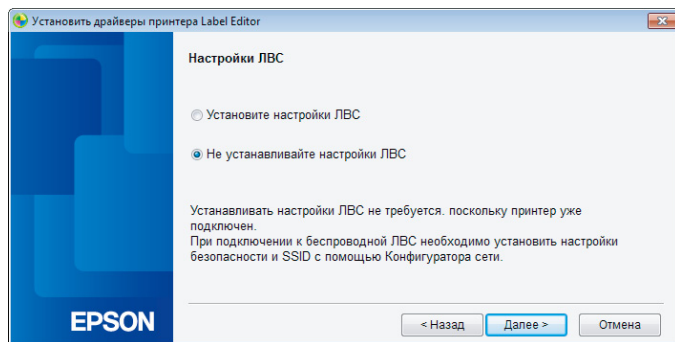 Установить драйверы принтера Label Editor
Настройки ЛВС
Установите настройки ЛВС
Не устанавливайте настройки ЛВС
Устанавливать настройки ЛВС не требуется. поскольку принтер уже
подключен.
При подключении к беспроводной ЛВС необходимо установить настройки
безопасности и SSID с помощью Конфигуратора сети.
EPSON
< Назад Далее > Отмена